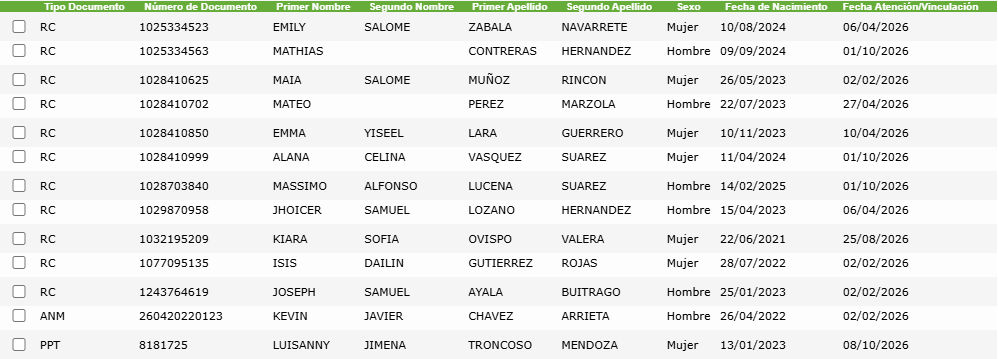 Tipo Documento Número de Documento Primer Nombre Segundo Nombre Primer Apellido Segundo Apellido Sexo Fecha de Nacimiento Fecha Atención/Vinculación
RC 1025334523 EMILY SALOME ZABALA NAVARRETE Mujer 10/08/2024 06/04/2026
RC 1025334563 MATHIAS CONTRERAS HERNANDEZ Hombre 09/09/2024 01/10/2026
RC 1028410625 MAIA SALOME MUÑOZ RINCON Mujer 26/05/2023 02/02/2026
RC 1028410702 MATEO PEREZ MARZOLA Hombre 22/07/2023 27/04/2026
RC 1028410850 EMMA YISEEL LARA GUERRERO Mujer 10/11/2023 10/04/2026
RC 1028410999 ALANA CELINA VASQUEZ SUAREZ Mujer 11/04/2024 01/10/2026
RC 1028703840 MASSIMO ALFONSO LUCENA SUAREZ Hombre 14/02/2025 01/10/2026
RC 1029870958 JHOICER SAMUEL LOZANO HERNANDEZ Hombre 15/04/2023 06/04/2026
RC 1032195209 KIARA SOFIA OVISPO VALERA Mujer 22/06/2021 25/08/2026
RC 1077095135 ISIS DAILIN GUTIERREZ ROJAS Mujer 28/07/2022 02/02/2026
RC 1243764619 JOSEPH SAMUEL AYALA BUITRAGO Hombre 25/01/2023 02/02/2026
ANM 260420220123 KEVIN JAVIER CHAVEZ ARRIETA Hombre 26/04/2022 02/02/2026
PPT 8181725 LUISANNY JIMENA TRONCOSO MENDOZA Mujer 13/01/2023 08/10/2026